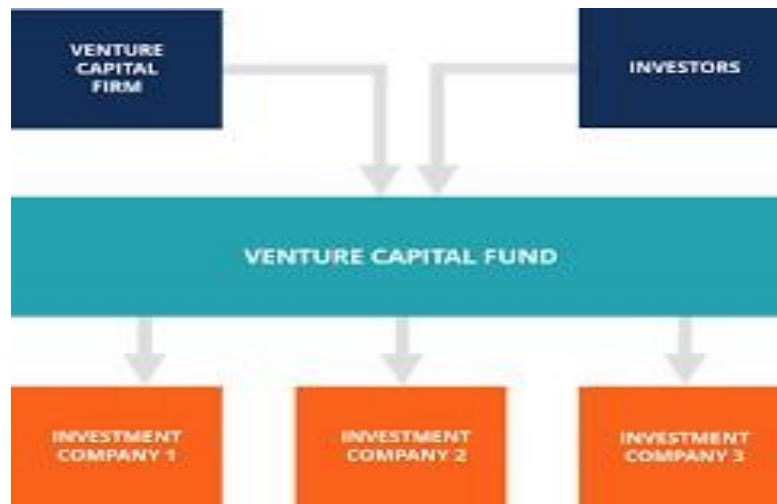 VENTURE
CAPITAL
FIRM
INVESTORS
VENTURE CAPITAL FUND
INVESTMENT
COMPANY 1
INVESTMENT
COMPANY 2
INVESTMENT
COMPANY 3